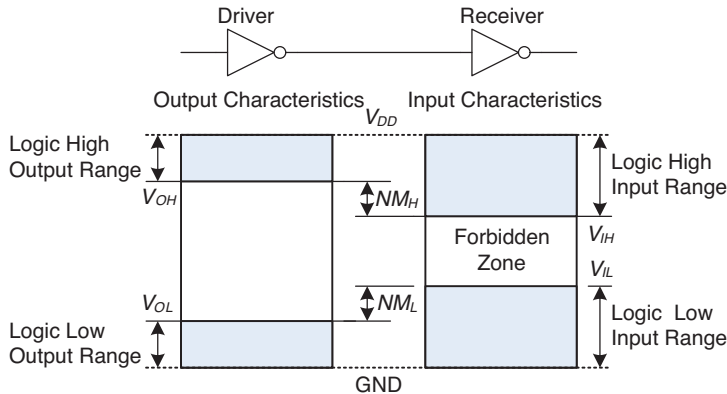 Driver
Receiver
Output Characteristics
Input Characteristics
VDD
Logic High
Output Range
VOH
NMH
Logic High
Input Range
VIH
Forbidden
Zone
VIL
VOL
NML
Logic Low
Output Range
Logic Low
Input Range
GND